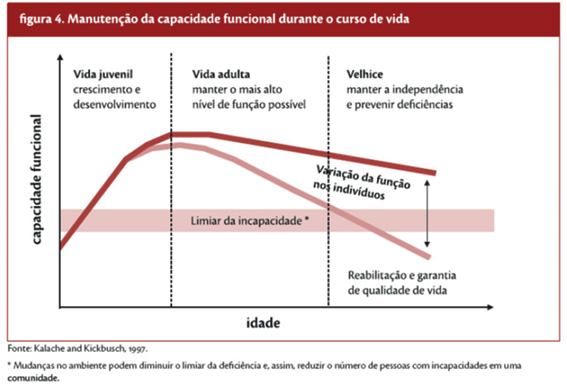 figura 4. Manutenção da capacidade funcional durante o curso de vida
Vida juvenil
crescimento e
desenvolvimento
Vida adulta
manter o mais alto
nível de função possível
Velhice
manter a independência
e prevenir deficiências
capacidade funcional
Variação da função
nos indivíduos
Limiar da incapacidade *
Reabilitação e garantia
de qualidade de vida
idade
Fonte: Kalache and Kickbusch, 1997.
* Mudanças no ambiente podem diminuir o limiar da deficiência e, assim, reduzir o número de pessoas com incapacidades em uma
comunidade.